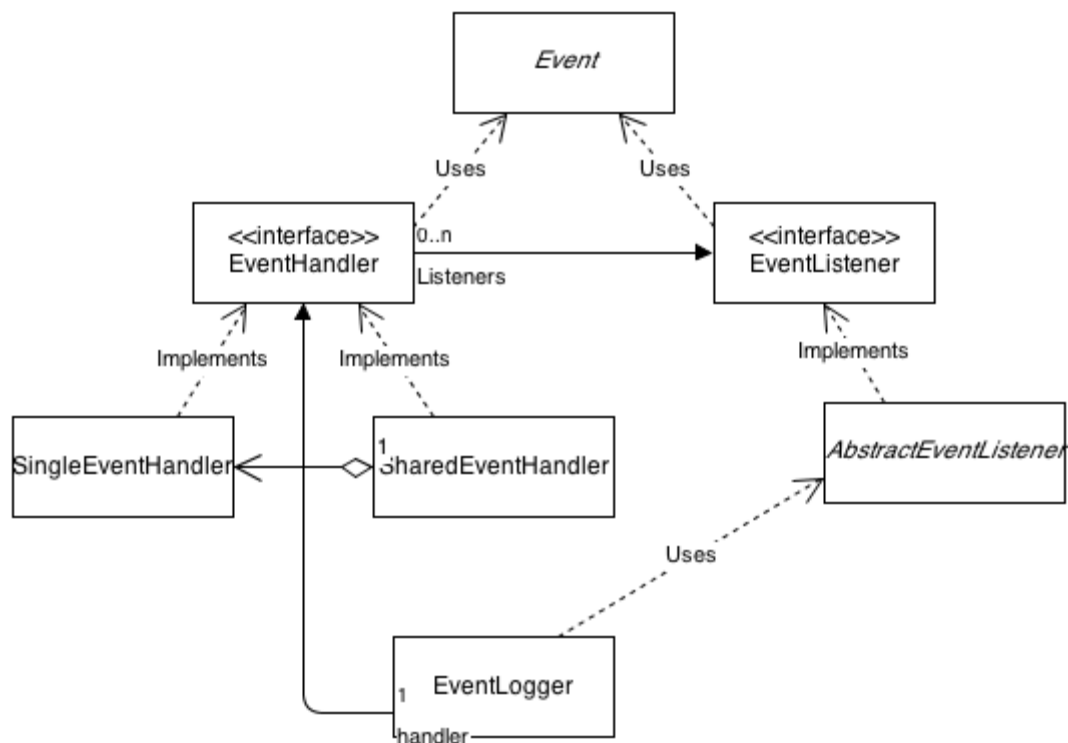 Event
Uses
Uses
<<interface>>
EventHandler
0..n
Listeners
<<interface>>
EventListener
Implements
Implements
Implements
SingleEventHandler
1
SharedEventHandler
AbstractEventListener
Uses
EventLogger
1
handler